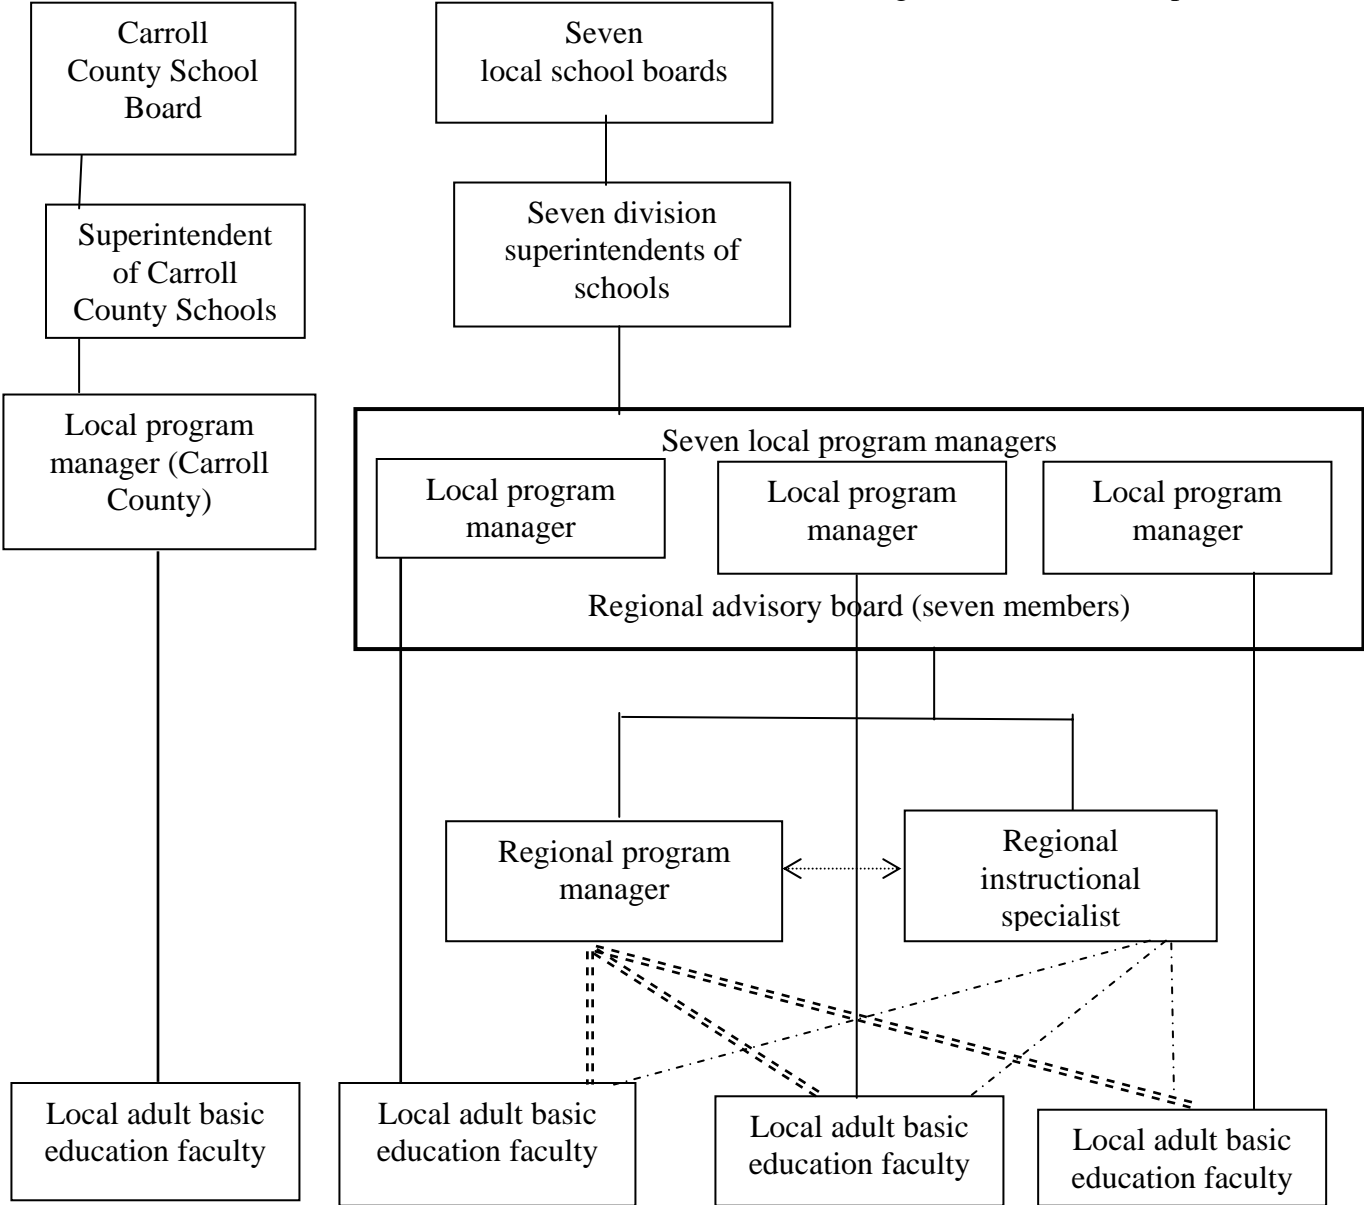 Carroll
County School
Board
Seven
local school boards
Superintendent
of Carroll
County Schools
Seven division
superintendents of
schools
Local program
manager (Carroll
County)
Seven local program managers
Local program
manager
Local program
manager
Local program
manager
Regional advisory board (seven members)
Regional program
manager
Regional
instructional
specialist
Local adult basic
education faculty
Local adult basic
education faculty
Local adult basic
education faculty
Local adult basic
education faculty